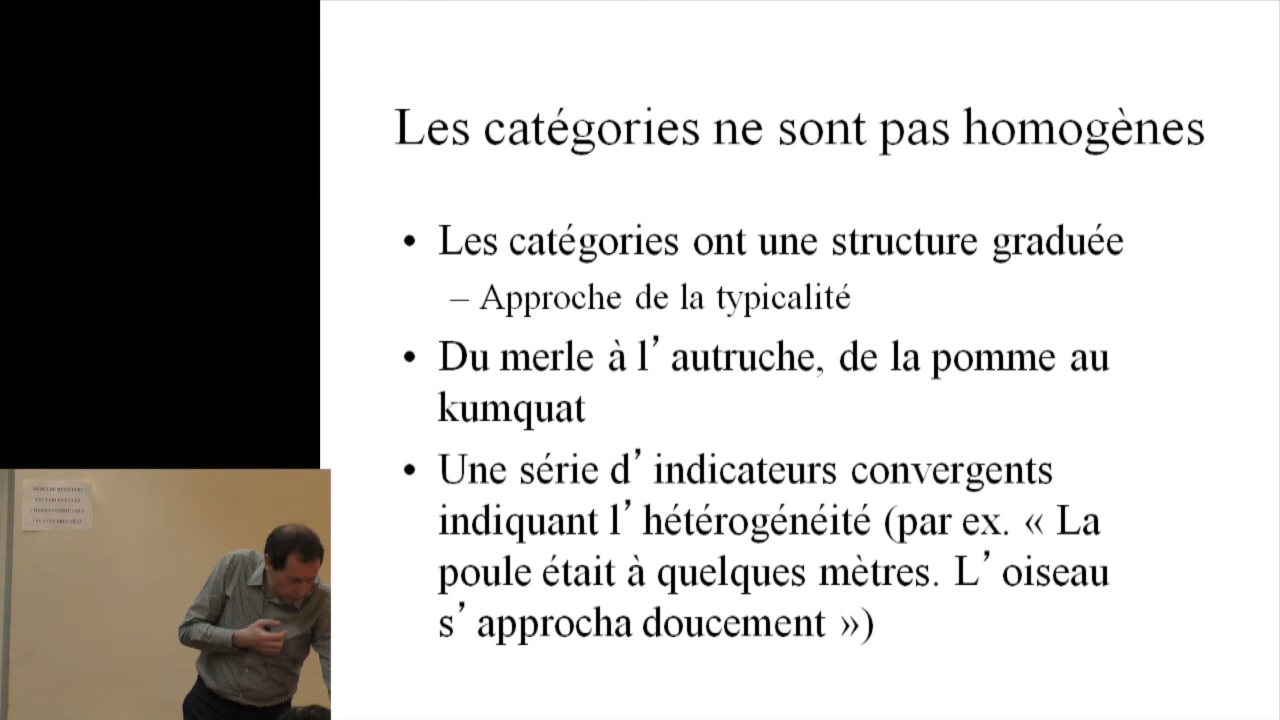 Les catégories ne sont pas homogènes
• Les catégories ont une structure graduée
– Approche de la typicalité
• Du merle à l’ autruche, de la pomme au
kumquat
• Une série d’ indicateurs convergents
indiquant l’ hétérogénéité (par ex. « La
poule était à quelques mètres. L’ oiseau
s’ approcha doucement »)